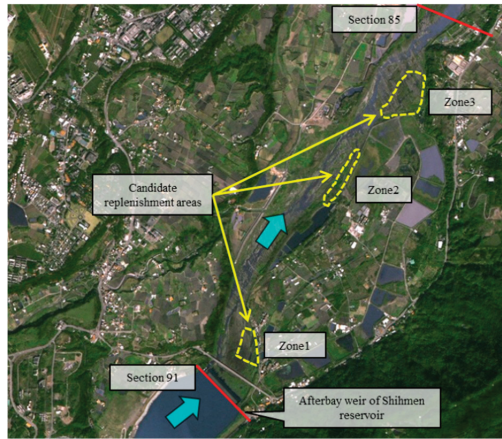 Section 85
Zone3
Candidate
replenishment areas
Zone2
Zone1
Section 91
Afterbay weir of Shihmen
reservoir